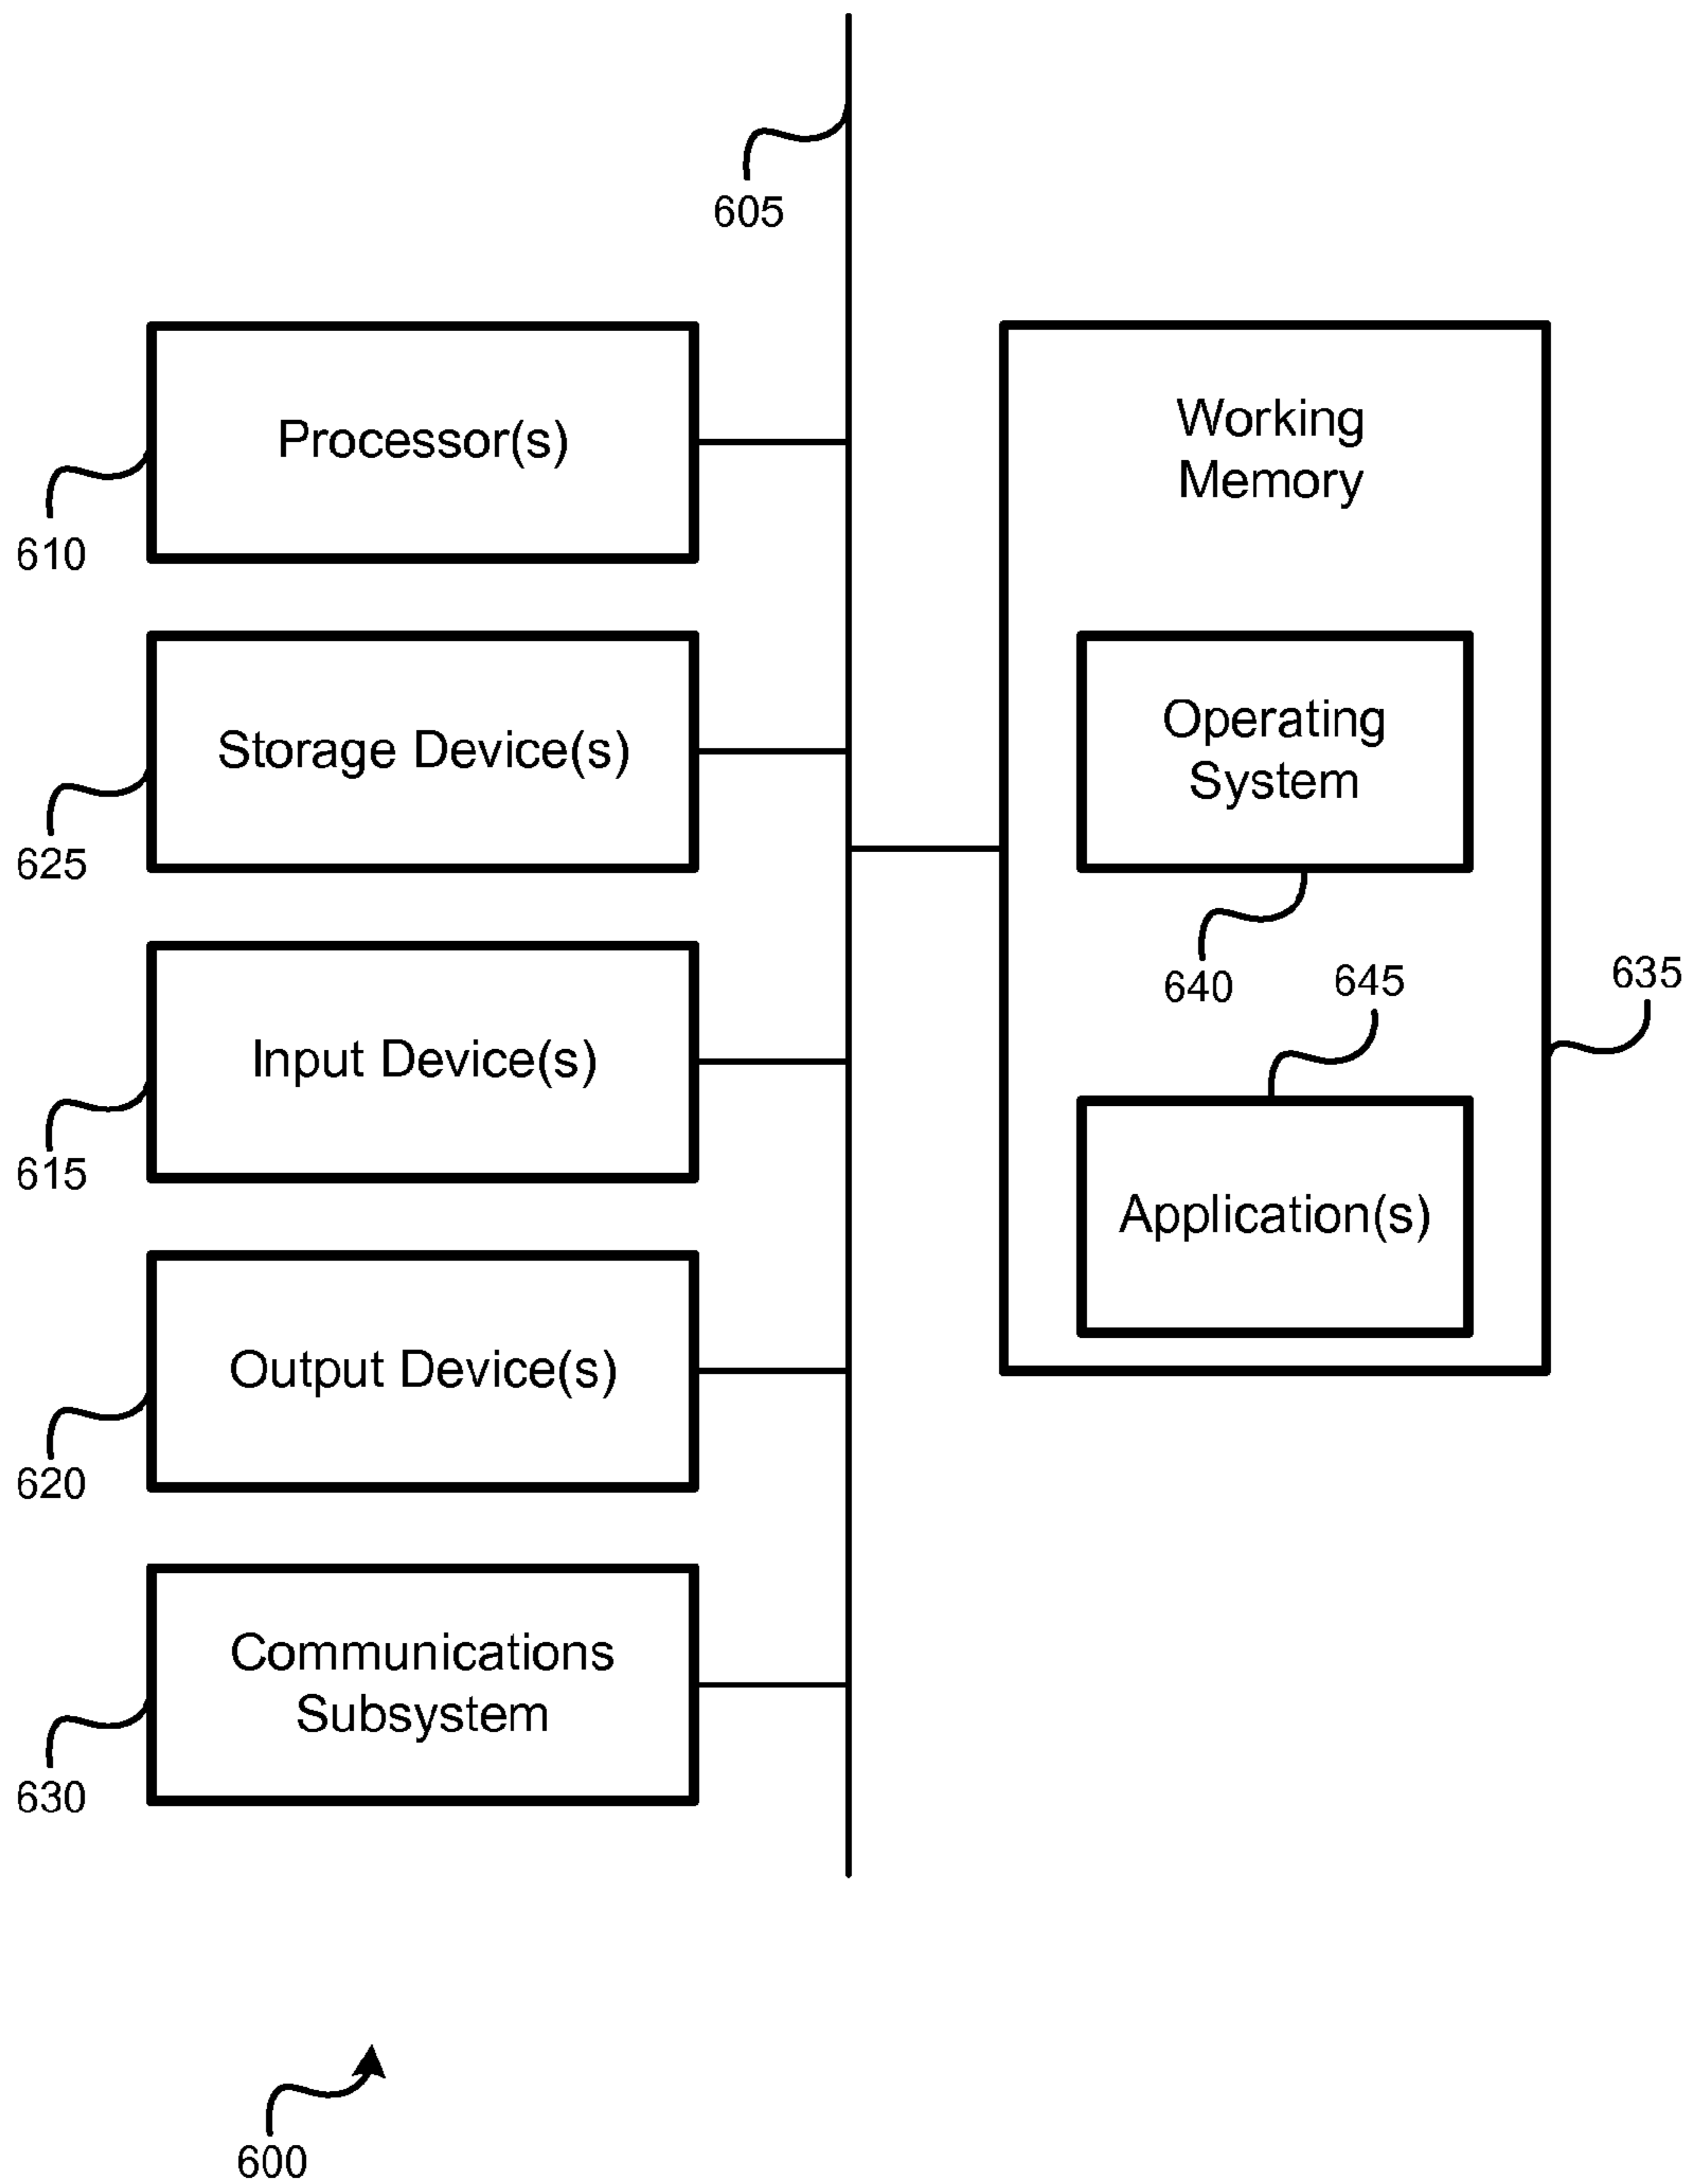 605
Processor(s)
610
Storage Device(s)
625
Input Device(s)
615
Output Device(s)
620
Communications
Subsystem
630
Working
Memory
Operating
System
640
645
635
Application(s)
600